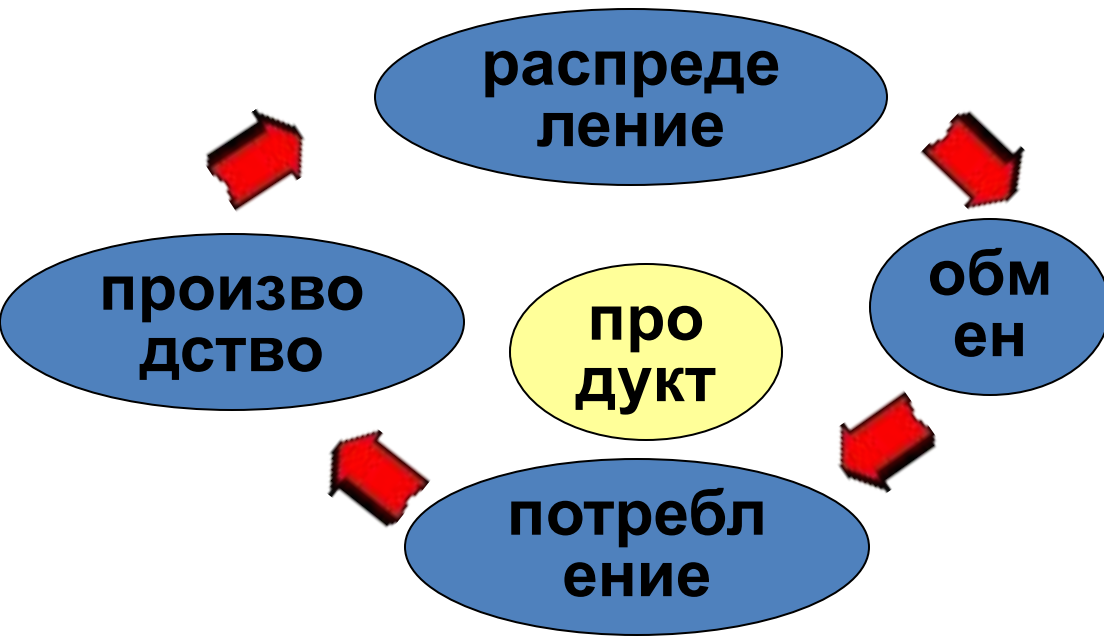 распреде
ление
обм
ен
произво
дство
про
дукт
потребл
ение